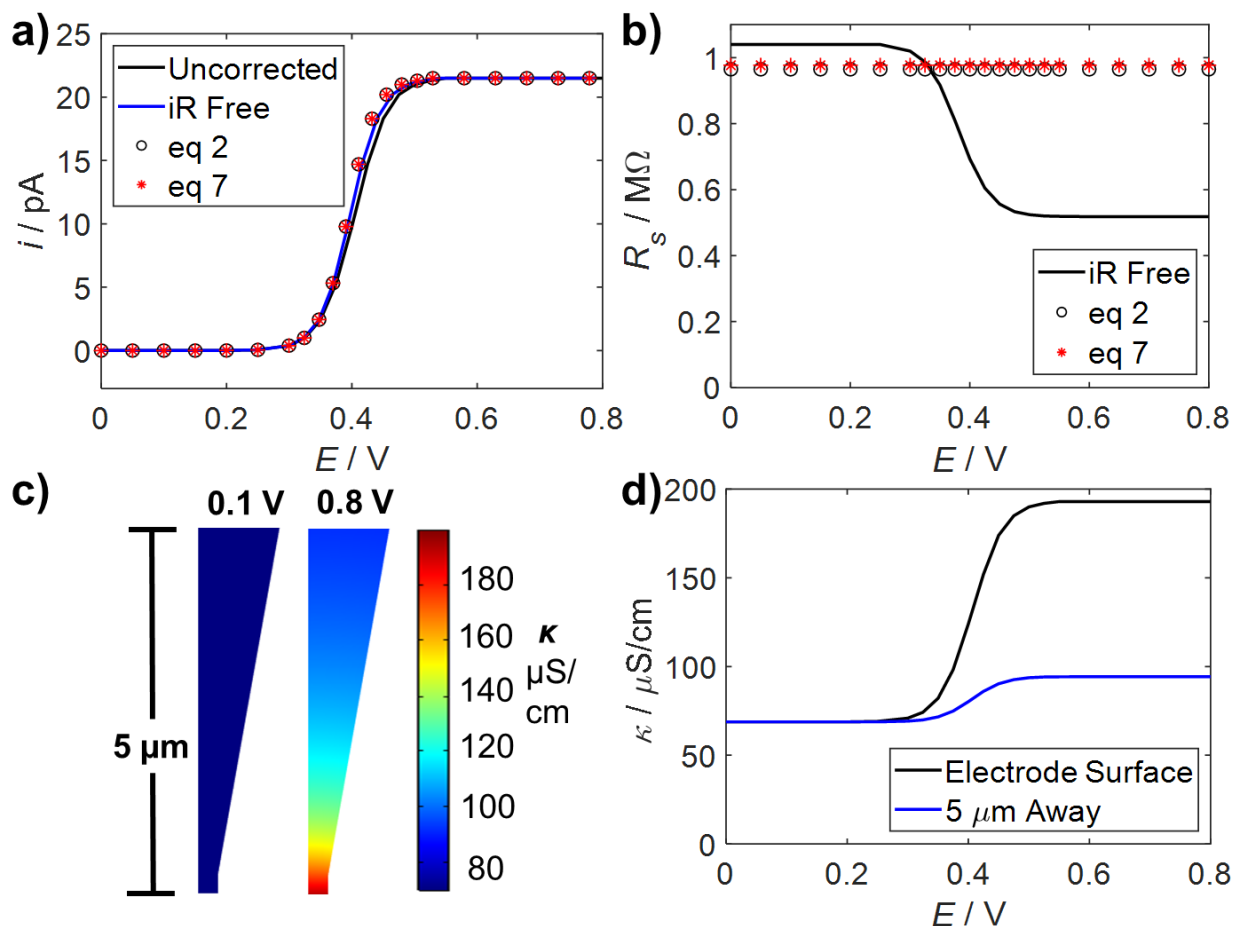 a)
25
20
15
10
5
0
i / pA
Uncorrected
iR Free
eq 2
eq 7
0 0.2 0.4 0.6 0.8
E / V
b)
1
0.8
0.6
0.4
0.2
0
R_s / MΩ
iR Free
eq 2
eq 7
0 0.2 0.4 0.6 0.8
E / V
c)
0.1 V 0.8 V
5 μm
180
160
140
120
100
80
κ
μS/
cm
d)
200
150
100
50
0
κ / μS/cm
Electrode Surface
5 μm Away
0 0.2 0.4 0.6 0.8
E / V